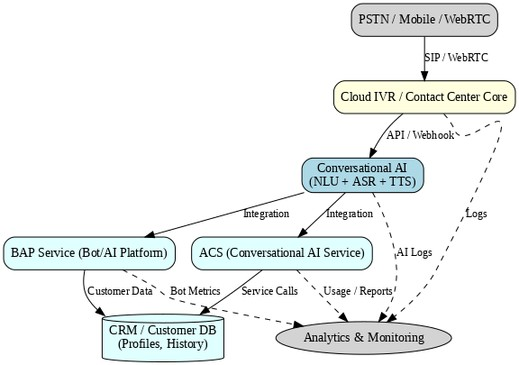 PSTN / Mobile / WebRTC
SIP / WebRTC
Cloud IVR / Contact Center Core
API / Webhook
Conversational AI
(NLU + ASR + TTS)
Logs
Integration
Integration
BAP Service (Bot/AI Platform)
ACS (Conversational AI Service)
AI Logs
Customer Data
Bot Metrics
Service Calls
Usage / Reports
CRM / Customer DB
(Profiles, History)
Analytics & Monitoring